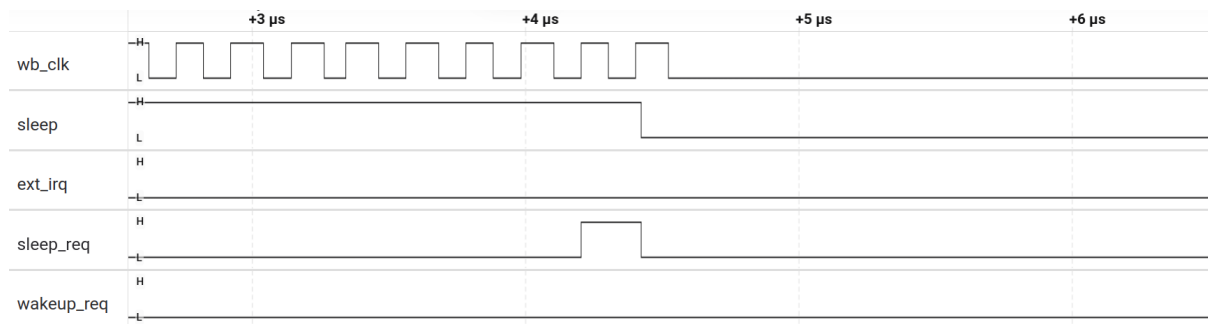 +3 µs +4 µs +5 µs +6 µs
H
wb_clk
L
H
sleep
L
H
ext_irq
L
H
sleep_req
L
H
wakeup_req
L